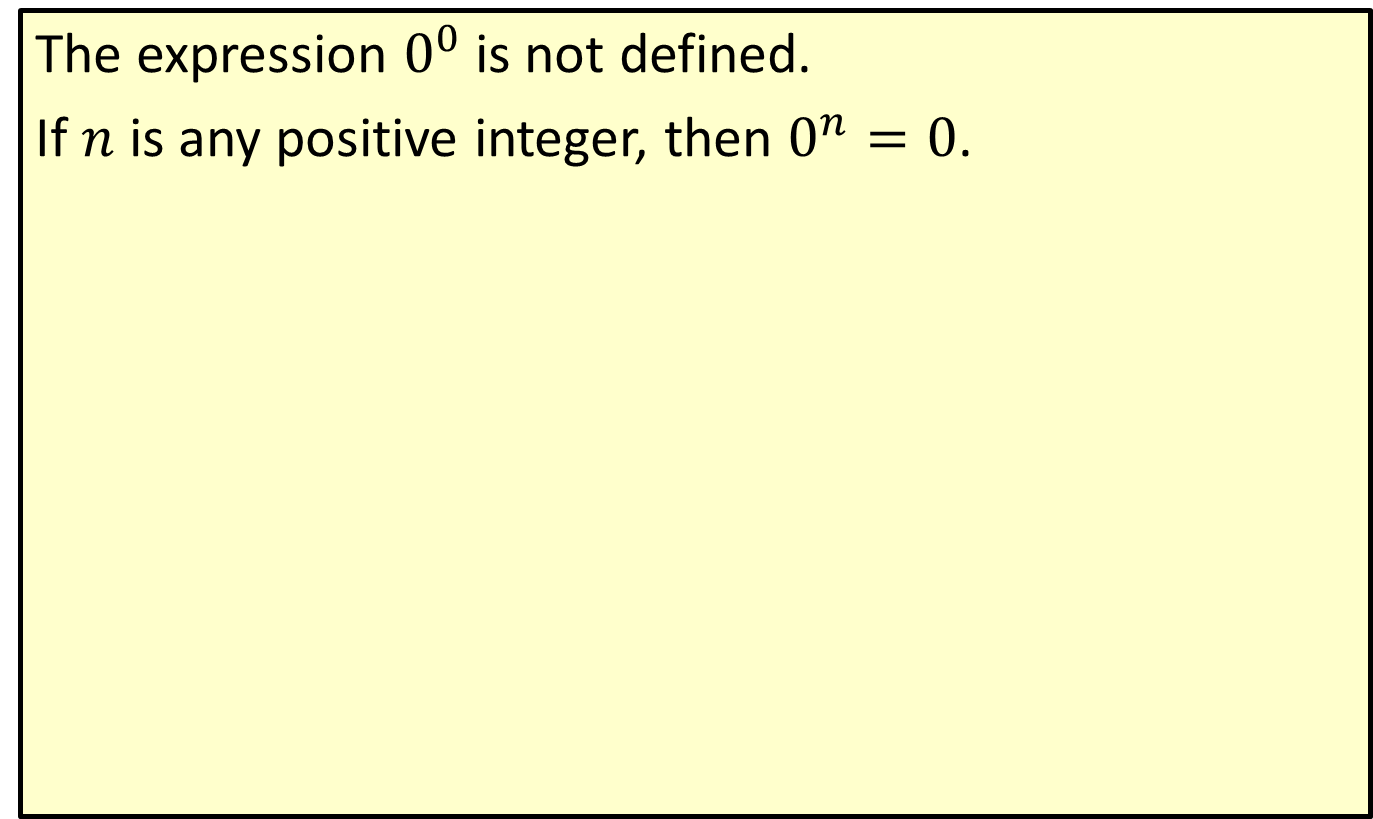 The expression 0⁰ is not defined.
If 𝑛 is any positive integer, then 0ⁿ = 0.